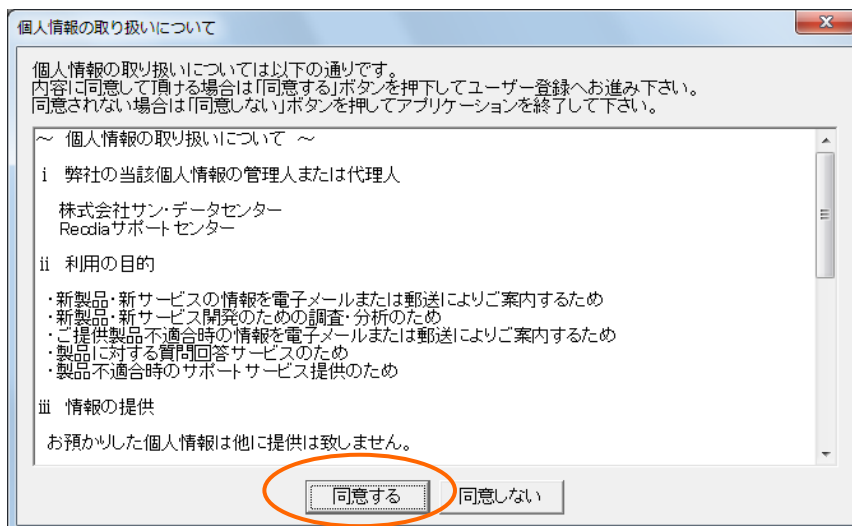 個人情報の取り扱いについて
個人情報の取り扱いについては以下の通りです。
内容に同意して頂ける場合は「同意する」ボタンを押下してユーザー登録へお進み下さい。
同意されない場合は「同意しない」ボタンを押してアプリケーションを終了して下さい。
～ 個人情報の取り扱いについて ～
ⅰ 弊社の当該個人情報の管理人または代理人
株式会社サン・データセンター
Recdiaサポートセンター
ⅱ 利用の目的
・新製品・新サービスの情報を電子メールまたは郵送によりご案内するため
・新製品・新サービス開発のための調査・分析のため
・ご提供製品不適合時の情報を電子メールまたは郵送によりご案内するため
・製品に対する質問回答サービスのため
・製品不適合時のサポートサービス提供のため
ⅲ 情報の提供
お預かりした個人情報は他に提供は致しません。
同意する 同意しない